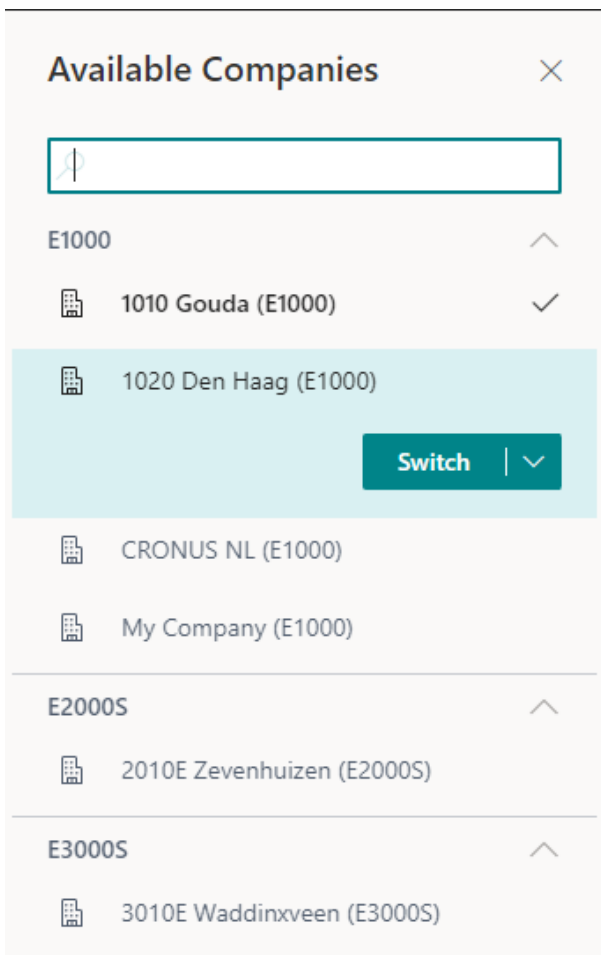 Available Companies
E1000
1010 Gouda (E1000)
1020 Den Haag (E1000)
Switch
CRONUS NL (E1000)
My Company (E1000)
E2000S
2010E Zevenhuizen (E2000S)
E3000S
3010E Waddinxveen (E3000S)